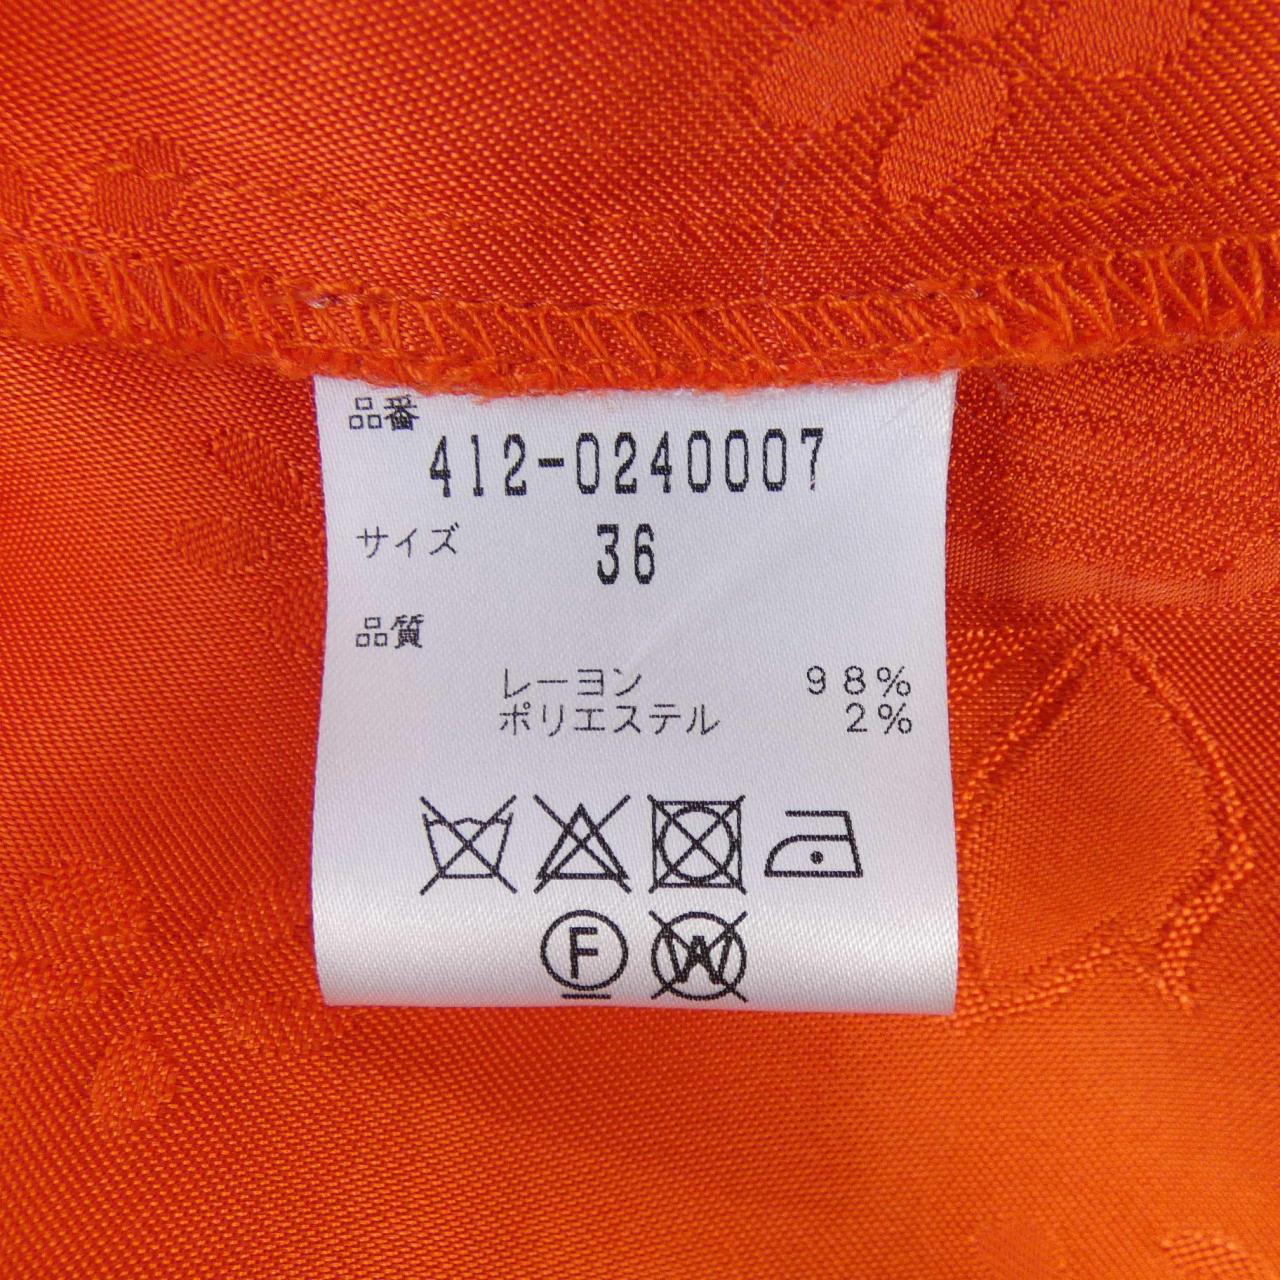 品番
412-0240007
サイズ 36
品質
レーヨン 98%
ポリエステル 2%
F W